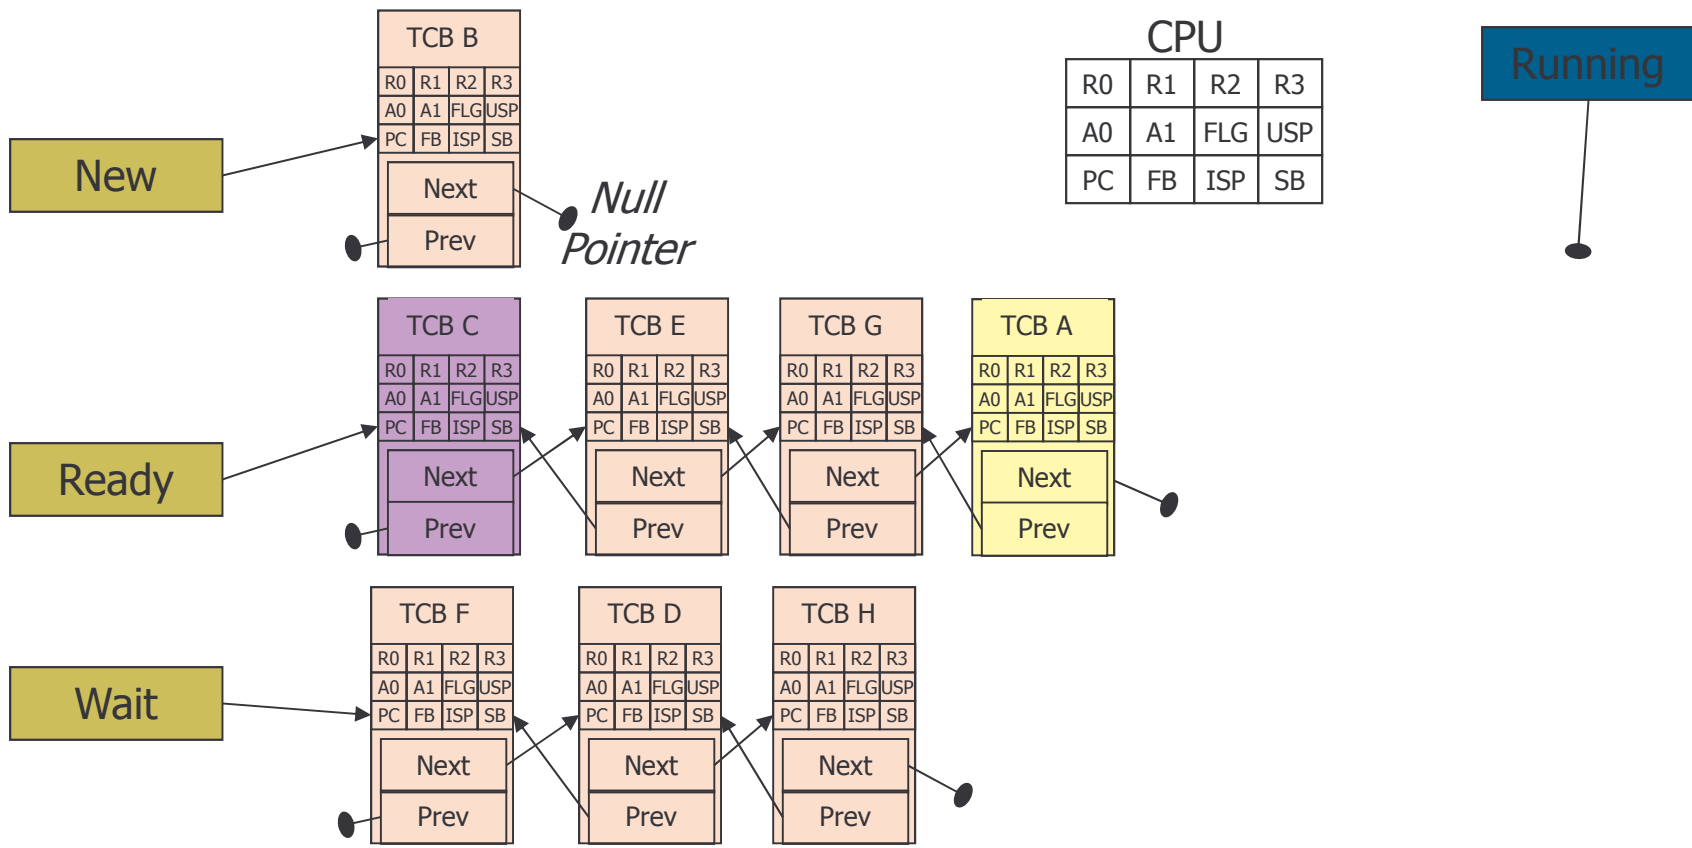 TCB B
R0 R1 R2 R3
A0 A1 FLG USP
PC FB ISP SB
Next
Prev
New
Null
Pointer
CPU
R0 R1 R2 R3
A0 A1 FLG USP
PC FB ISP SB
Running
Ready
TCB C
R0 R1 R2 R3
A0 A1 FLG USP
PC FB ISP SB
Next
Prev
TCB E
R0 R1 R2 R3
A0 A1 FLG USP
PC FB ISP SB
Next
Prev
TCB G
R0 R1 R2 R3
A0 A1 FLG USP
PC FB ISP SB
Next
Prev
TCB A
R0 R1 R2 R3
A0 A1 FLG USP
PC FB ISP SB
Next
Prev
Wait
TCB F
R0 R1 R2 R3
A0 A1 FLG USP
PC FB ISP SB
Next
Prev
TCB D
R0 R1 R2 R3
A0 A1 FLG USP
PC FB ISP SB
Next
Prev
TCB H
R0 R1 R2 R3
A0 A1 FLG USP
PC FB ISP SB
Next
Prev